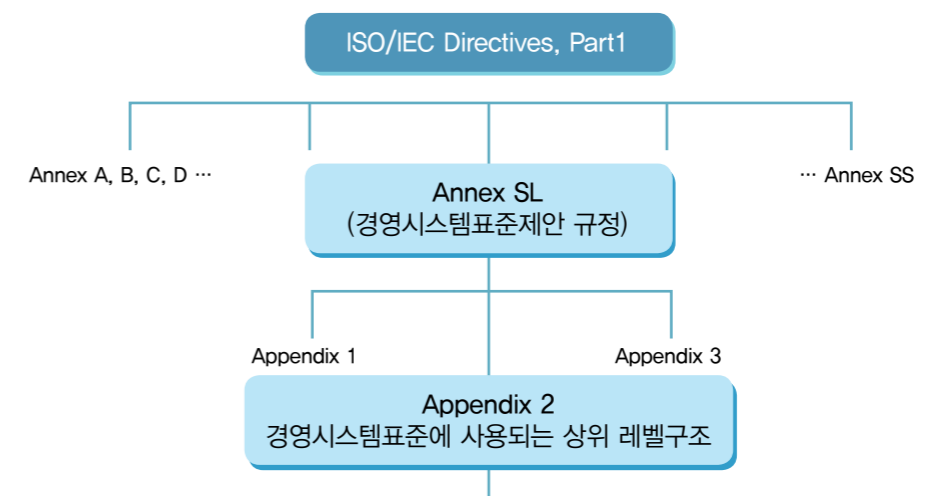 ISO/IEC Directives, Part1
Annex A, B, C, D ⋯
Annex SL
(경영시스템표준제안 규정)
⋯ Annex SS
Appendix 1
Appendix 3
Appendix 2
경영시스템표준에 사용되는 상위 레벨구조